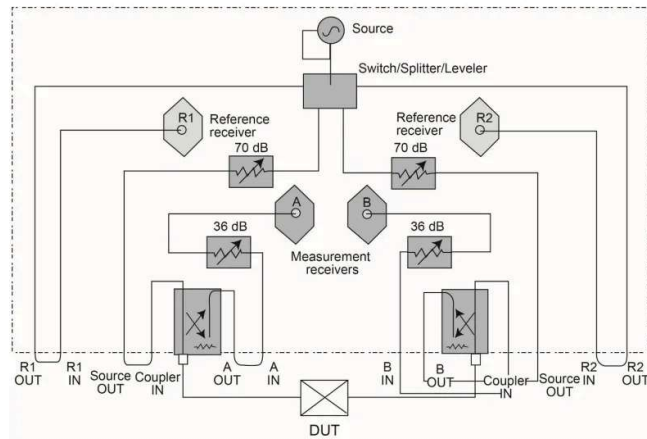 Source
Switch/Splitter/Leveler
R1
Reference
receiver
Reference
receiver
R2
70 dB
70 dB
A
B
36 dB
36 dB
Measurement
receivers
R1
OUT
R1
IN
Source
OUT
Coupler
IN
A
OUT
A
IN
B
IN
B
OUT
Coupler
IN
Source
OUT
R2
IN
R2
OUT
DUT